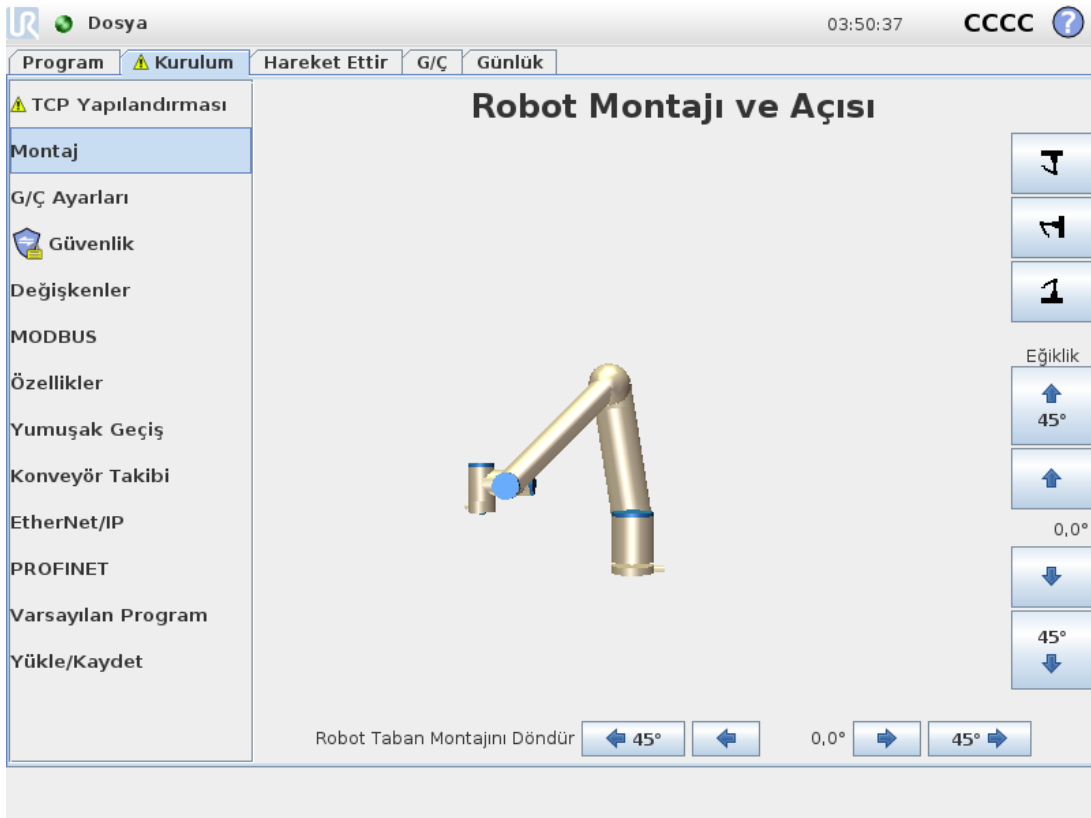 UR Dosya 03:50:37 CCCC ?
Program Kurulum Hareket Ettir G/Ç Günlük
TCP Yapılandırması
Montaj
G/Ç Ayarları
Güvenlik
Değişkenler
MODBUS
Özellikler
Yumuşak Geçiş
Konveyör Takibi
EtherNet/IP
PROFINET
Varsayılan Program
Yükle/Kaydet
Robot Montajı ve Açısı
Eğiklik
45°
0,0°
45°
Robot Taban Montajını Döndür 45° 0,0° 45°